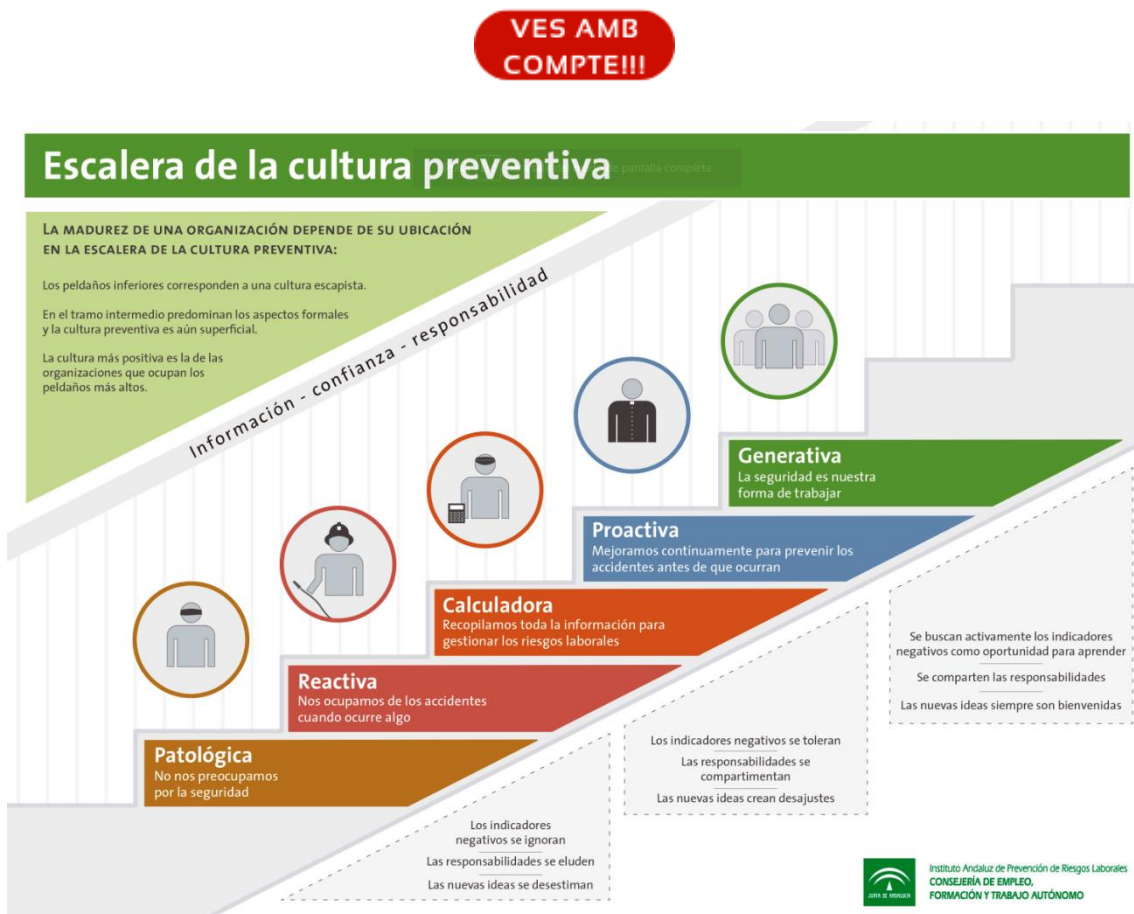 VES AMB
COMPTE!!!
Escalera de la cultura preventiva
pantalla completa
LA MADUREZ DE UNA ORGANIZACIÓN DEPENDE DE SU UBICACIÓN
EN LA ESCALERA DE LA CULTURA PREVENTIVA:
Los peldaños inferiores corresponden a una cultura escapista.
En el tramo intermedio predominan los aspectos formales
y la cultura preventiva es aún superficial.
La cultura más positiva es la de las
organizaciones que ocupan los
peldaños más altos.
Información - confianza - responsabilidad
Generativa
La seguridad es nuestra
forma de trabajar
Proactiva
Mejoramos contínuamente para prevenir los
accidentes antes de que ocurran
Calculadora
Recopilamos toda la información para
gestionar los riesgos laborales
Reactiva
Nos ocupamos de los accidentes
cuando ocurre algo
Patológica
No nos preocupamos
por la seguridad
Los indicadores
negativos se ignoran
Las responsabilidades se eluden
Las nuevas ideas se desestiman
Los indicadores negativos se toleran
Las responsabilidades se
compartimentan
Las nuevas ideas crean desajustes
Se buscan activamente los indicadores
negativos como oportunidad para aprender
Se comparten las responsabilidades
Las nuevas ideas siempre son bienvenidas
JUNTA DE ANDALUCIA
Instituto Andaluz de Prevención de Riesgos Laborales
CONSEJERÍA DE EMPLEO,
FORMACIÓN Y TRABAJO AUTÓNOMO